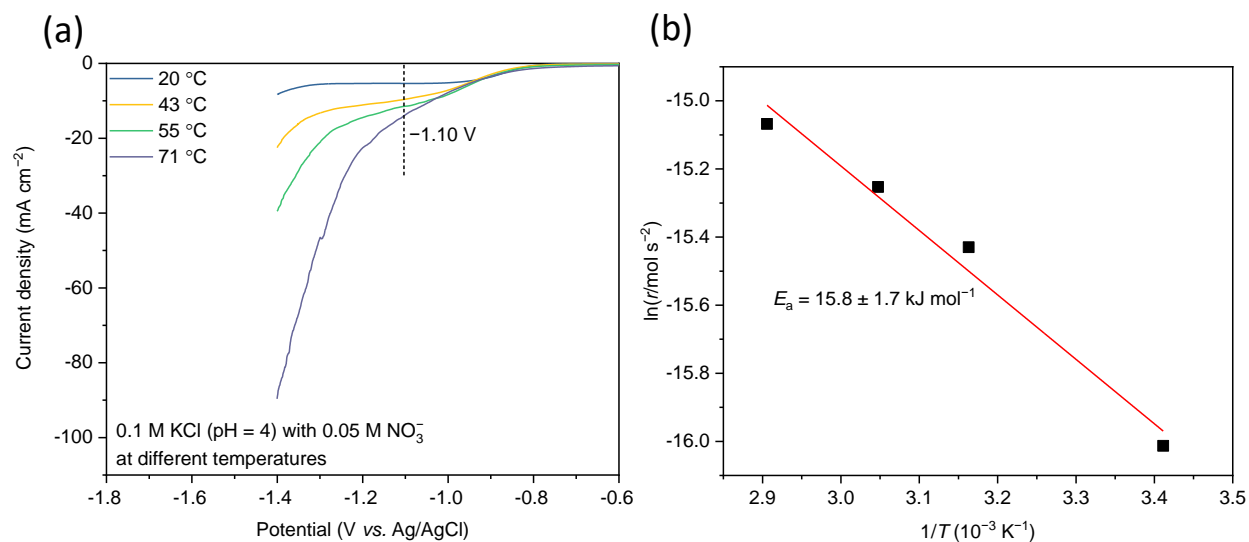 (a)
0
-20
-40
-60
-80
-100
Current density (mA cm⁻²)
20 °C
43 °C
55 °C
71 °C
−1.10 V
0.1 M KCl (pH = 4) with 0.05 M NO₃⁻
at different temperatures
-1.8
-1.6
-1.4
-1.2
-1.0
-0.8
-0.6
Potential (V vs. Ag/AgCl)
(b)
-15.0
-15.2
-15.4
-15.6
-15.8
-16.0
ln(r/mol s⁻²)
Eₐ = 15.8 ± 1.7 kJ mol⁻¹
2.9
3.0
3.1
3.2
3.3
3.4
3.5
1/T (10⁻³ K⁻¹)